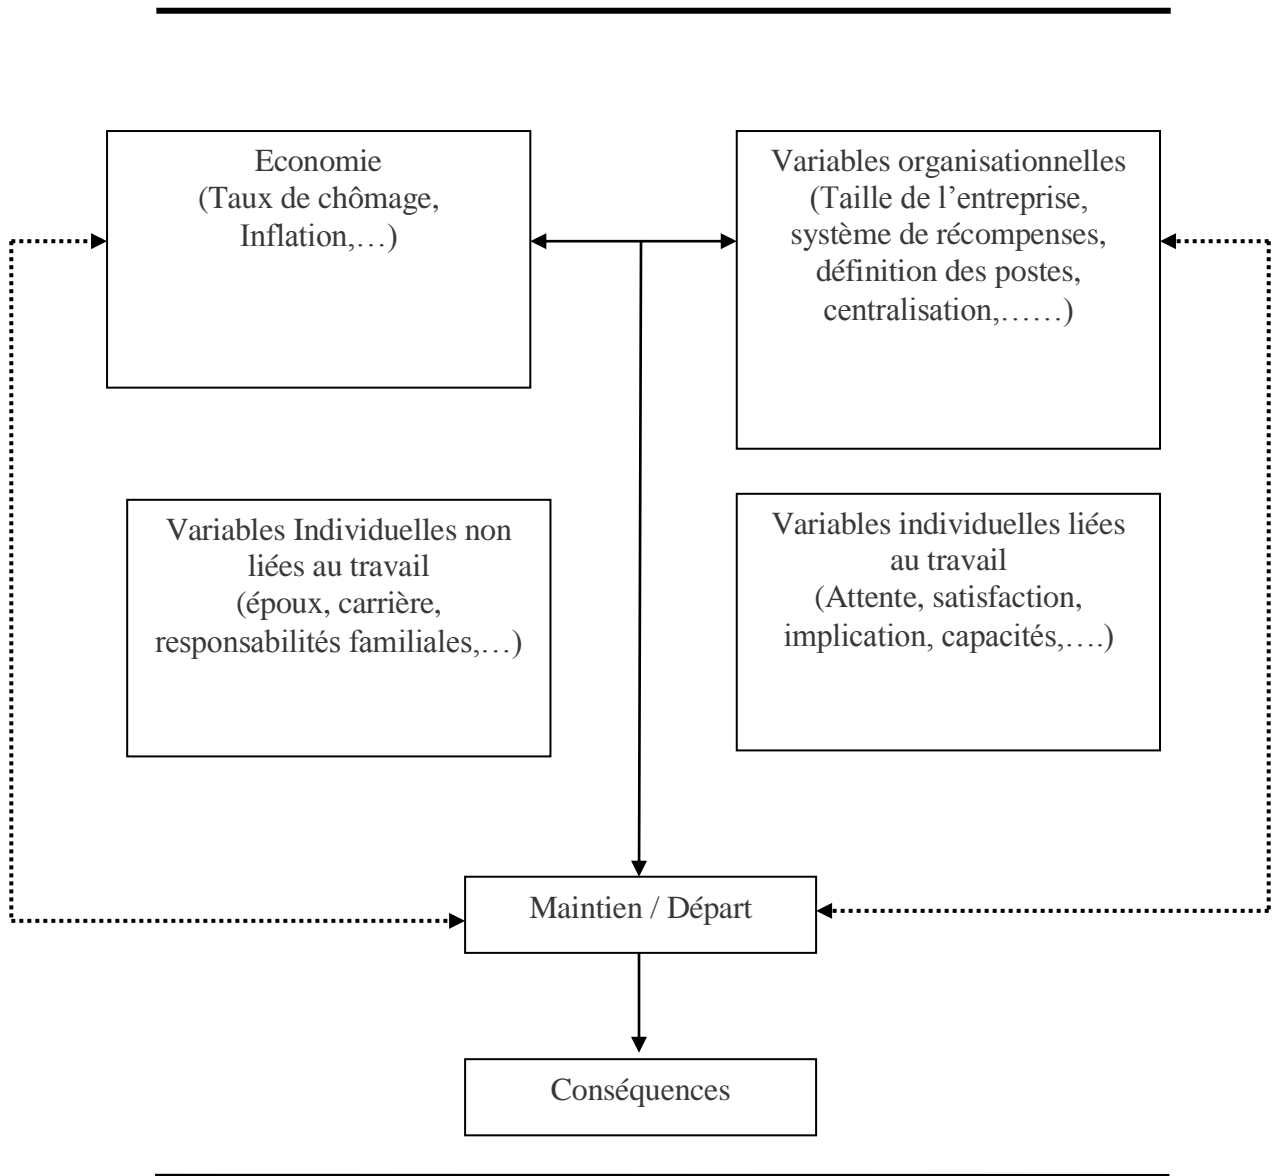 Economie
(Taux de chômage,
Inflation,…)
Variables organisationnelles
(Taille de l’entreprise,
système de récompenses,
définition des postes,
centralisation,……)
Variables Individuelles non
liées au travail
(époux, carrière,
responsabilités familiales,…)
Variables individuelles liées
au travail
(Attente, satisfaction,
implication, capacités,….)
Maintien / Départ
Conséquences